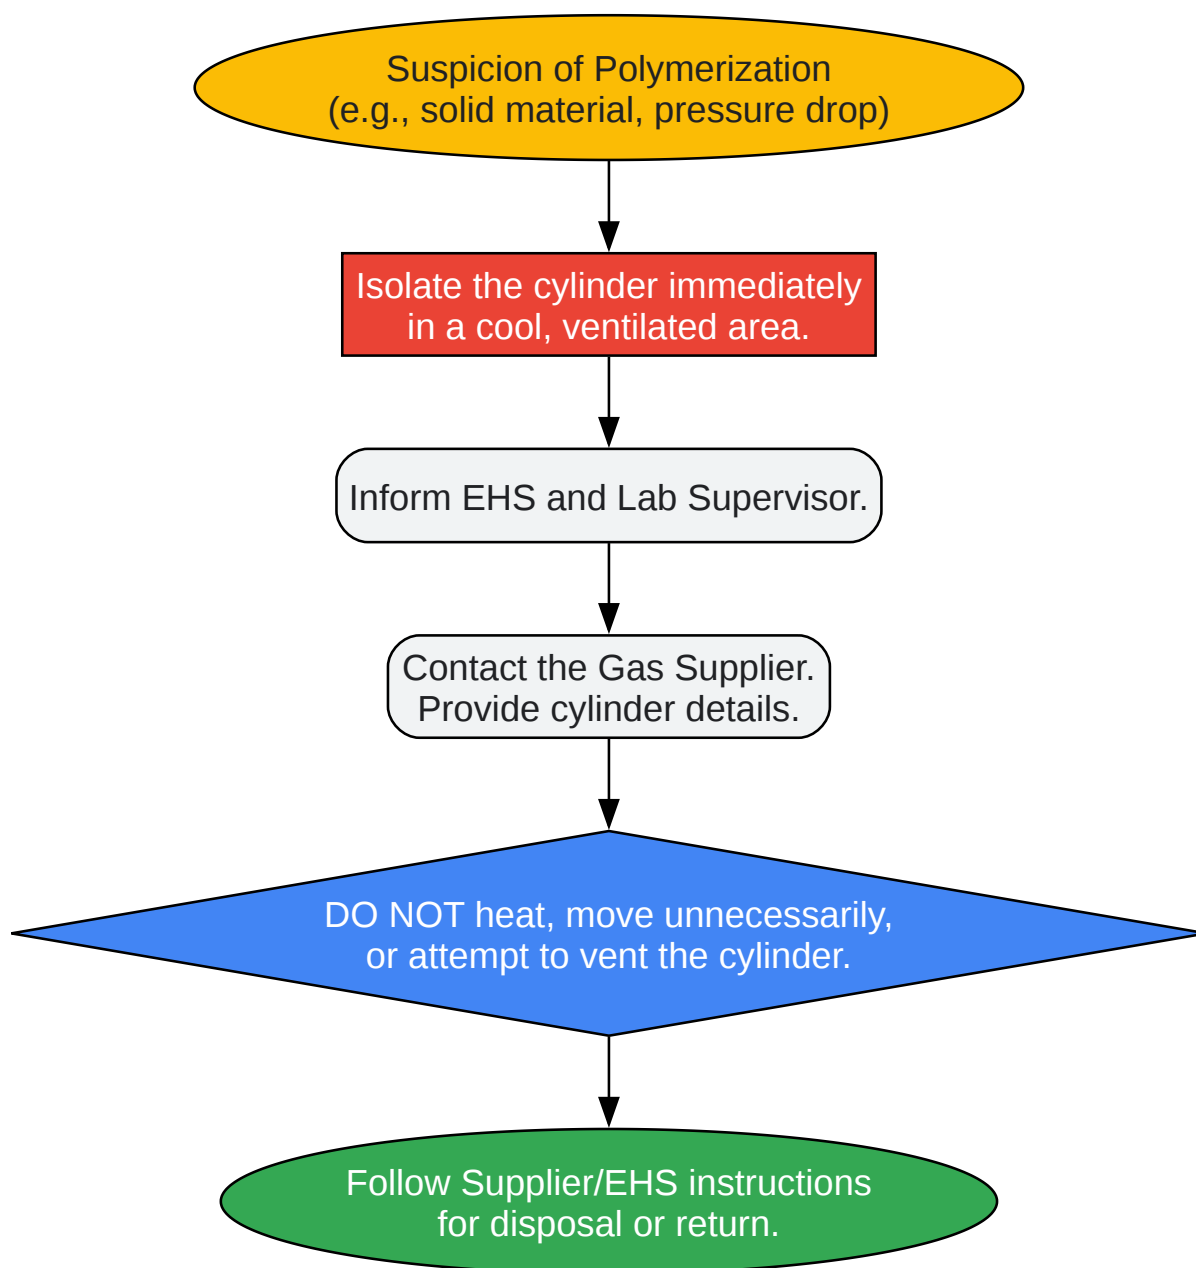 Suspicion of Polymerization
(e.g., solid material, pressure drop)
Isolate the cylinder immediately
in a cool, ventilated area.
Inform EHS and Lab Supervisor.
Contact the Gas Supplier.
Provide cylinder details.
DO NOT heat, move unnecessarily,
or attempt to vent the cylinder.
Follow Supplier/EHS instructions
for disposal or return.